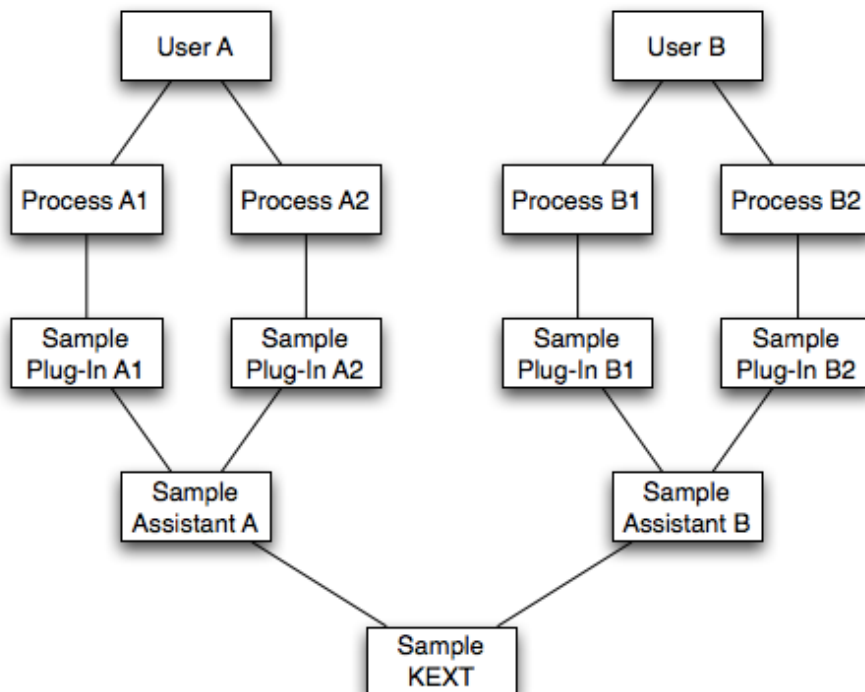 User A
User B
Process A1
Process A2
Process B1
Process B2
Sample
Plug-In A1
Sample
Plug-In A2
Sample
Plug-In B1
Sample
Plug-In B2
Sample
Assistant A
Sample
Assistant B
Sample
KEXT